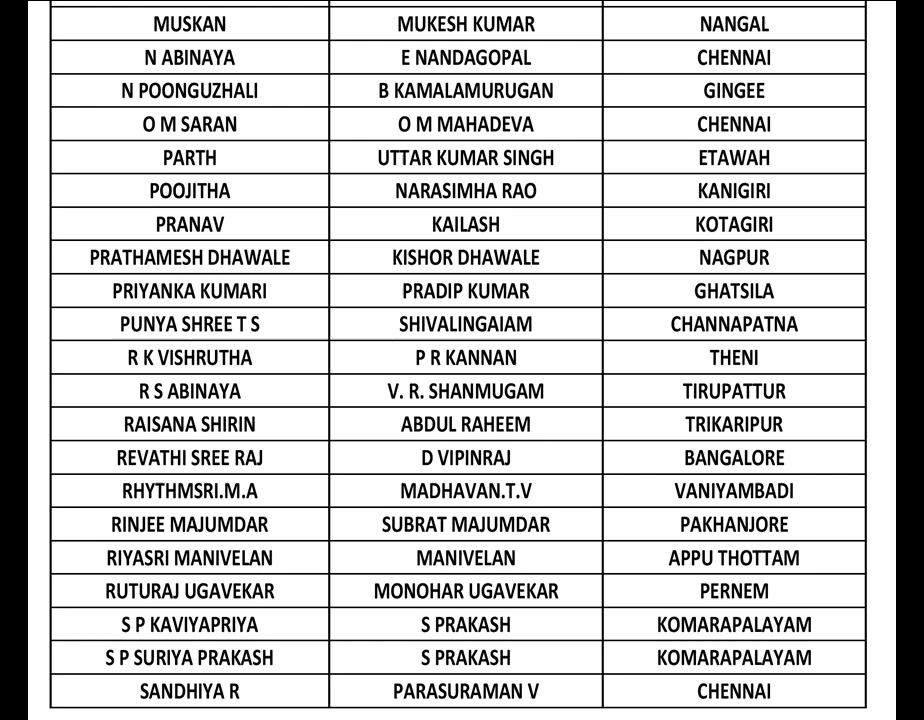 MUSKAN MUKESH KUMAR NANGAL
N ABINAYA E NANDAGOPAL CHENNAI
N POONGUZHALI B KAMALAMURUGAN GINGEE
O M SARAN O M MAHADEVA CHENNAI
PARTH UTTAR KUMAR SINGH ETAWAH
POOJITHA NARASIMHA RAO KANIGIRI
PRANAV KAILASH KOTAGIRI
PRATHAMESH DHAWALE KISHOR DHAWALE NAGPUR
PRIYANKA KUMARI PRADIP KUMAR GHATSILA
PUNYA SHREE T S SHIVALINGAIAM CHANNAPATNA
R K VISHRUTHA P R KANNAN THENI
R S ABINAYA V. R. SHANMUGAM TIRUPATTUR
RAISANA SHIRIN ABDUL RAHEEM TRIKARIPUR
REVATHI SREE RAJ D VIPINRAJ BANGALORE
RHYTHMSRI.M.A MADHAVAN.T.V VANIYAMBADI
RINJEE MAJUMDAR SUBRAT MAJUMDAR PAKHANJORE
RIYASRI MANIVELAN MANIVELAN APPU THOTTAM
RUTURAJ UGAVEKAR MONOHAR UGAVEKAR PERNEM
S P KAVIYAPRIYA S PRAKASH KOMARAPALAYAM
S P SURIYA PRAKASH S PRAKASH KOMARAPALAYAM
SANDHIYA R PARASURAMAN V CHENNAI